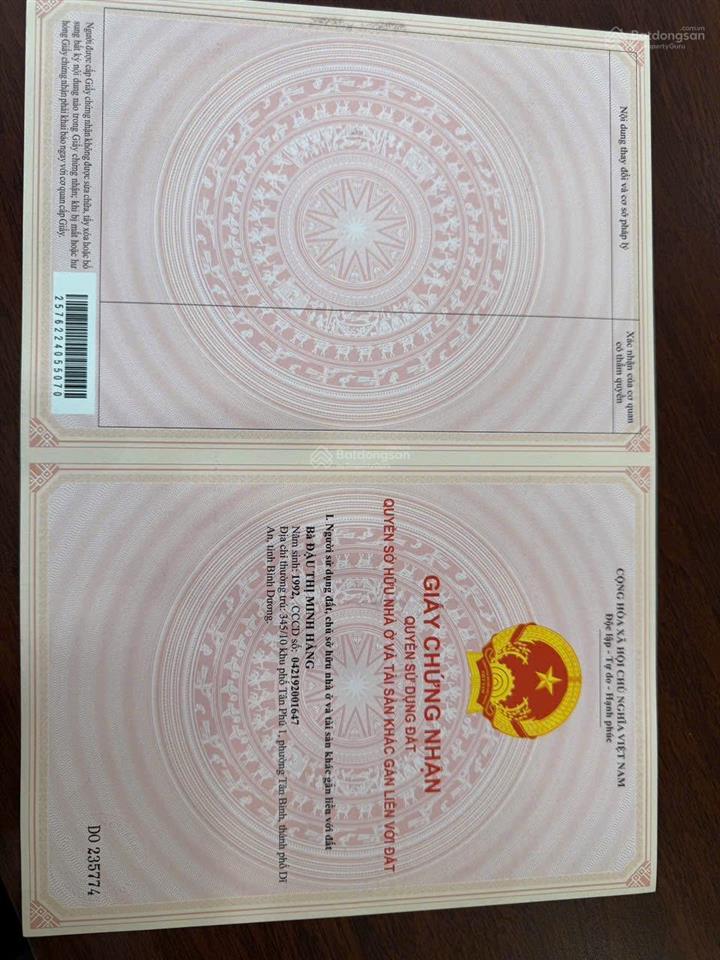 CỘNG HÒA XÃ HỘI CHỦ NGHĨA VIỆT NAM
Độc lập - Tự do - Hạnh phúc
GIẤY CHỨNG NHẬN
QUYỀN SỬ DỤNG ĐẤT
QUYỀN SỞ HỮU NHÀ Ở VÀ TÀI SẢN KHÁC GẮN LIỀN VỚI ĐẤT
I. Người sử dụng đất, chủ sở hữu nhà ở và tài sản khác gắn liền với đất
Bà ĐẬU THỊ MINH HẰNG
Năm sinh: 1992, CCCD số: 042192001647
Địa chỉ thường trú: 345/10 khu phố Tân Phú 1, phường Tân Bình, thành phố Dĩ
An, tỉnh Bình Dương.
DO 235774
Nội dung thay đổi và cơ sở pháp lý
Xác nhận của cơ quan
có thẩm quyền
Người được cấp Giấy chứng nhận không được sửa chữa, tẩy xóa hoặc bổ
sung bất kỳ nội dung nào trong Giấy chứng nhận; khi bị mất hoặc hư
hỏng Giấy chứng nhận phải khai báo ngay với cơ quan cấp Giấy.
2576224055070
Batdongsan
.com.vn
by PropertyGuru
Batdongsan